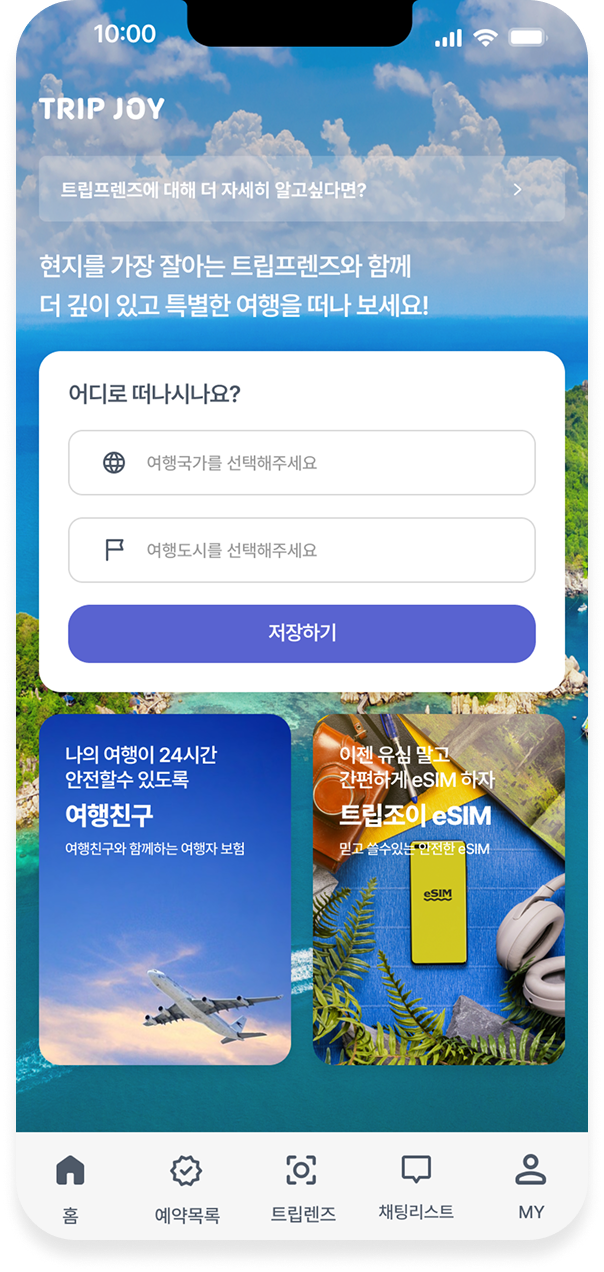 10:00
TRIP JOY
트립프렌즈에 대해 더 자세히 알고싶다면?
현지를 가장 잘아는 트립프렌즈와 함께
더 깊이 있고 특별한 여행을 떠나 보세요!
어디로 떠나시나요?
여행국가를 선택해주세요
여행도시를 선택해주세요
저장하기
나의 여행이 24시간
안전할수 있도록
여행친구
여행친구와 함께하는 여행자 보험
이젠 유심 말고
간편하게 eSIM 하자
트립조이 eSIM
믿고 쓸수있는 안전한 eSIM
eSIM
홈
예약목록
트립렌즈
채팅리스트
MY